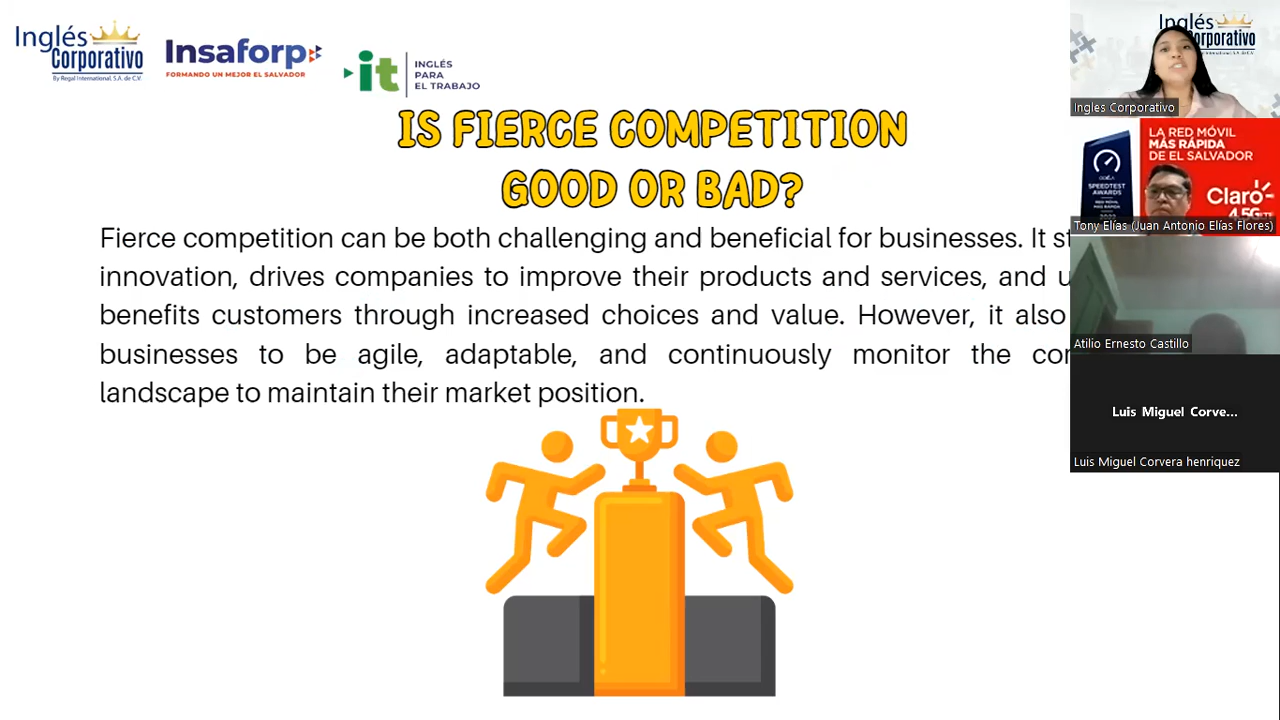 Inglés Corporativo
By Regal International, S.A. de C.V.
Insaforp
FORMANDO UN MEJOR EL SALVADOR
it
INGLÉS
PARA
EL TRABAJO
IS FIERCE COMPETITION
GOOD OR BAD?
Fierce competition can be both challenging and beneficial for businesses. It
innovation, drives companies to improve their products and services, and
benefits customers through increased choices and value. However, it also
businesses to be agile, adaptable, and continuously monitor the
landscape to maintain their market position.
Inglés
Corporativo
Ingles Corporativo
LA RED MÓVIL
MÁS RÁPIDA
DE EL SALVADOR
SPEEDTEST
AWARDS
Claro
4.5G
Tony Elías (Juan Antonio Elías Flores)
Atilio Ernesto Castillo
Luis Miguel Corve...
Luis Miguel Corvera henriquez